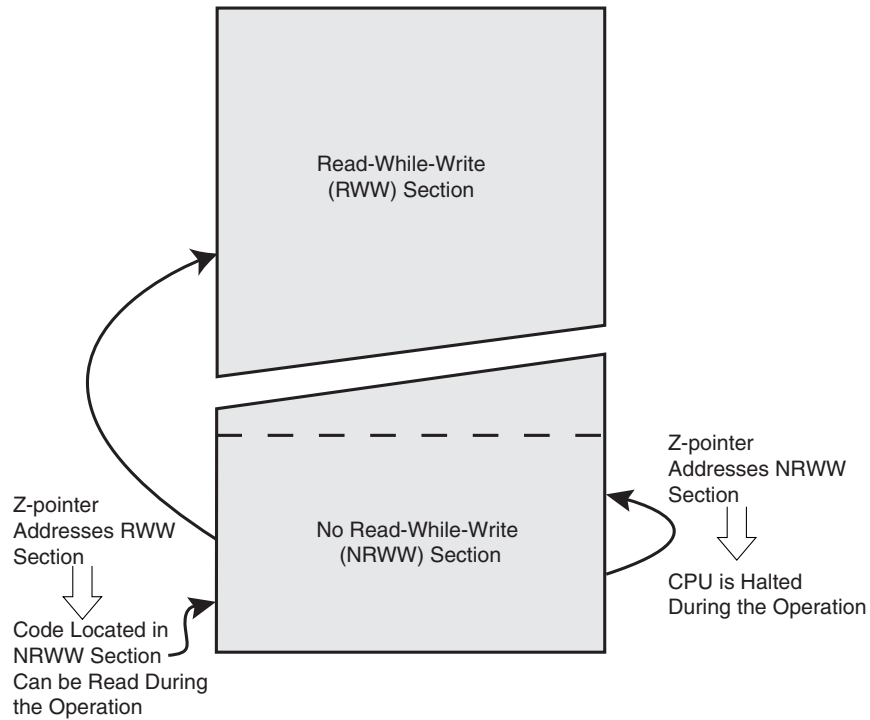 Read-While-Write
(RWW) Section
Z-pointer
Addresses NRWW
Section
CPU is Halted
During the Operation
No Read-While-Write
(NRWW) Section
Z-pointer
Addresses RWW
Section
Code Located in
NRWW Section
Can be Read During
the Operation